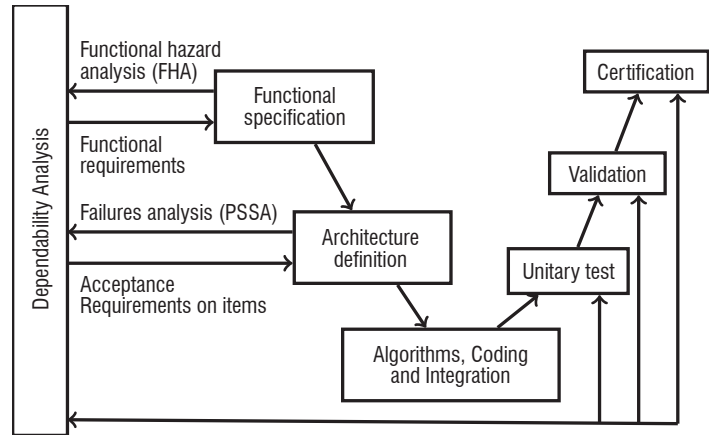 Dependability Analysis
Functional hazard
analysis (FHA)
Functional
specification
Functional
requirements
Failures analysis (PSSA)
Architecture
definition
Acceptance
Requirements on items
Algorithms, Coding
and Integration
Unitary test
Validation
Certification